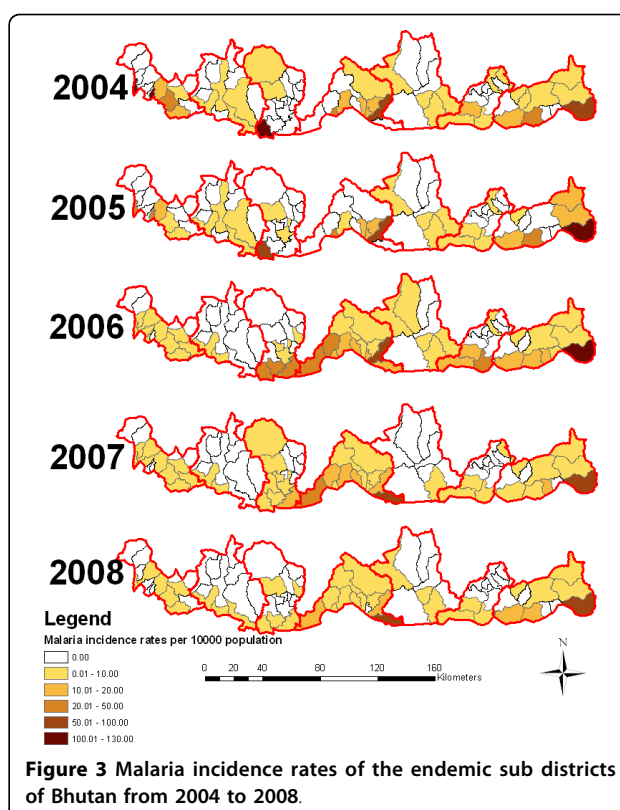 2004
2005
2006
2007
2008
Legend
Malaria incidence rates per 10000 population
0.00
0.01 - 10.00
10.01 - 20.00
20.01 - 50.00
50.01 - 100.00
100.01 - 130.00
0 10 20 40 80 120 160
Kilometers
N
Figure 3 Malaria incidence rates of the endemic sub districts
of Bhutan from 2004 to 2008.